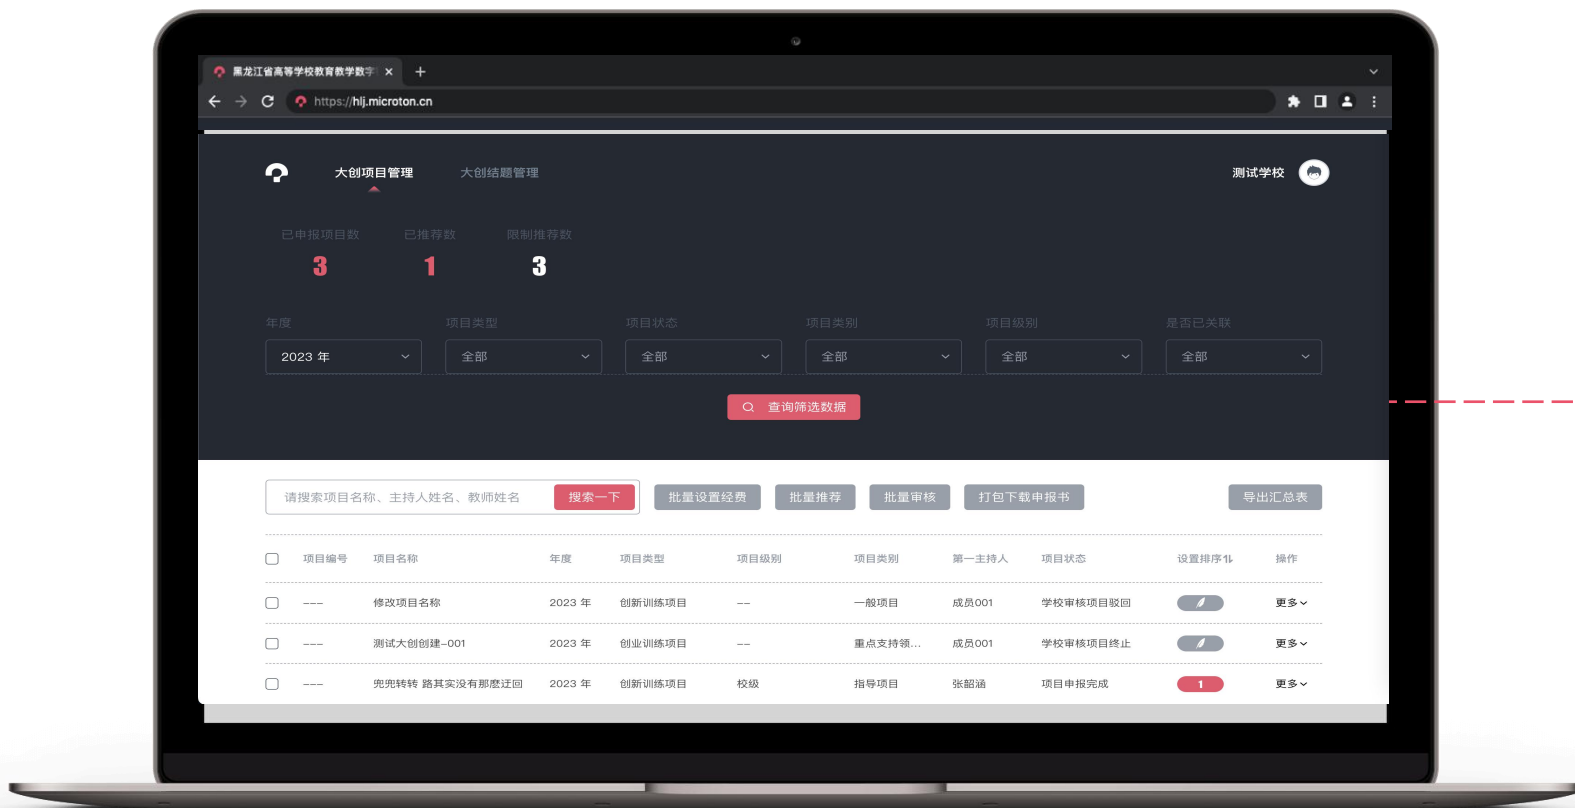 黑龙江省高等学校教育教学数字
https://hlj.microton.cn
大创项目管理 大创结题管理 测试学校
已申报项目数 已推荐数 限制推荐数
3 1 3
年度 项目类型 项目状态 项目类别 项目级别 是否已关联
2023 年 全部 全部 全部 全部 全部
查询筛选数据
请搜索项目名称、主持人姓名、教师姓名 搜索一下 批量设置经费 批量推荐 批量审核 打包下载申报书 导出汇总表
项目编号 项目名称 年度 项目类型 项目级别 项目类别 第一主持人 项目状态 设置排序 操作
--- 修改项目名称 2023 年 创新训练项目 -- 一般项目 成员001 学校审核项目驳回 更多
--- 测试大创创建-001 2023 年 创业训练项目 -- 重点支持领... 成员001 学校审核项目终止 更多
--- 兜兜转转 路其实没有那麽迂回 2023 年 创新训练项目 校级 指导项目 张韶涵 项目申报完成 1 更多